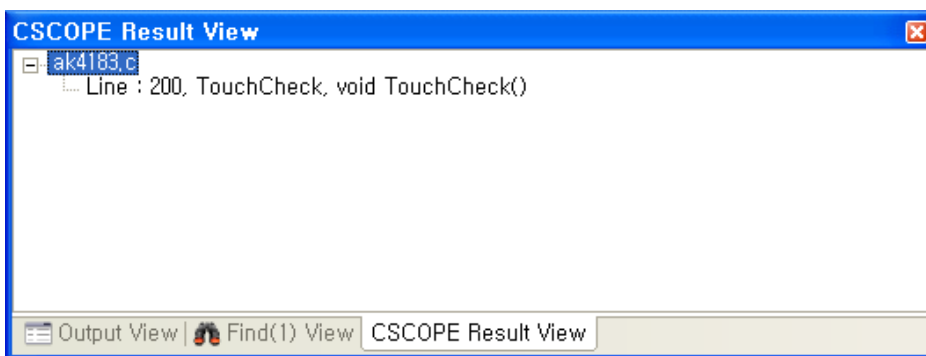 CSCOPE Result View
ak4183.c
Line : 200, TouchCheck, void TouchCheck()
Output View Find(1) View CSCOPE Result View